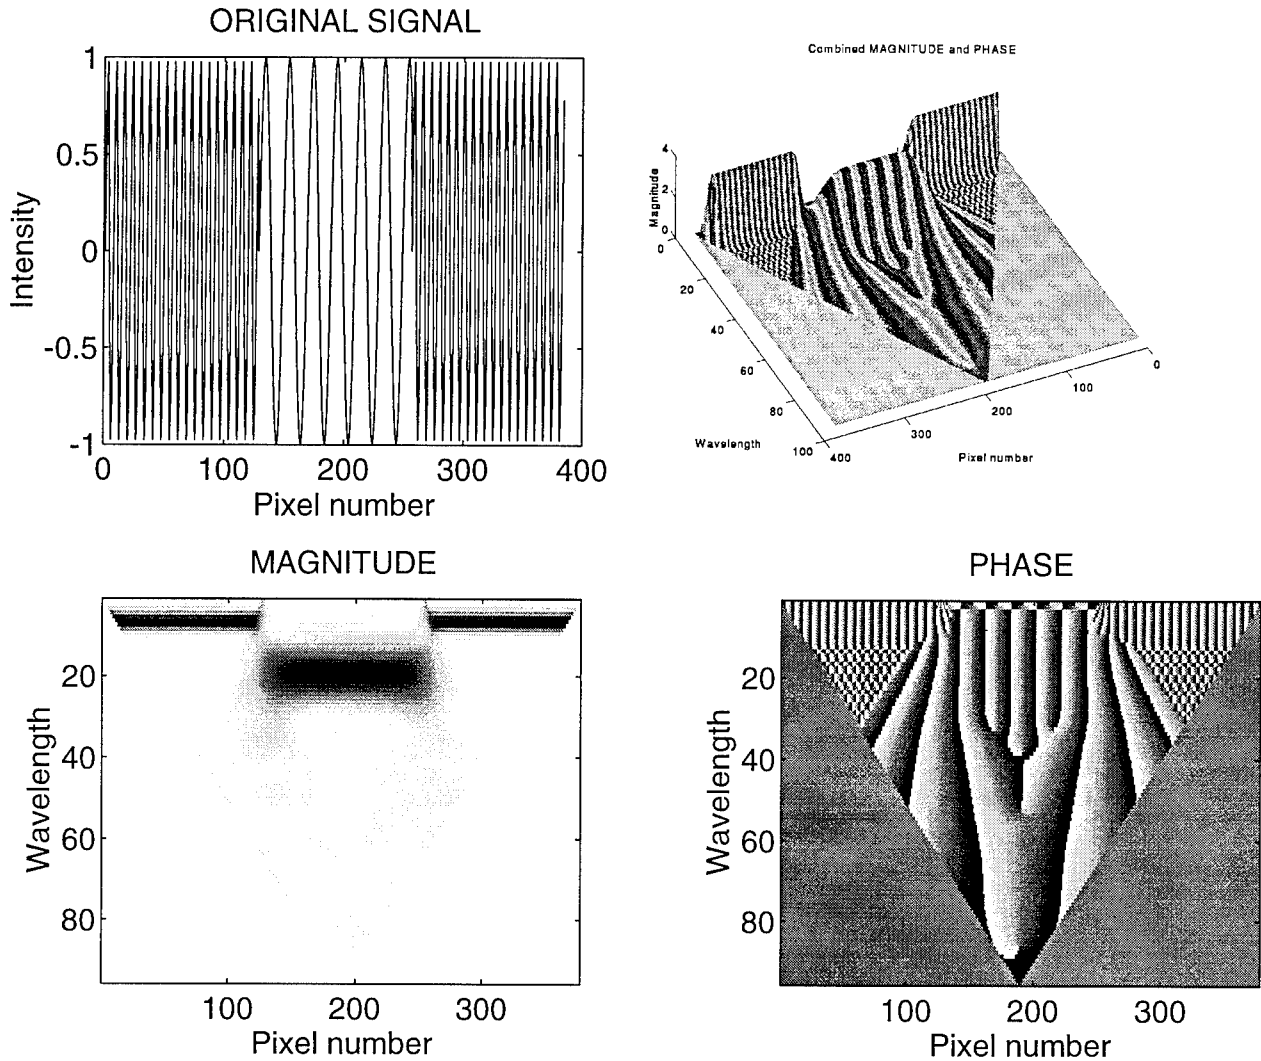 ORIGINAL SIGNAL
1
0.5
0
-0.5
-1
0 100 200 300 400
Intensity
Pixel number
Combined MAGNITUDE and PHASE
4
2
0
Magnitude
0
20
40
60
80
100
Wavelength
400
300
200
100
0
Pixel number
MAGNITUDE
20
40
60
80
Wavelength
100 200 300
Pixel number
PHASE
20
40
60
80
Wavelength
100 200 300
Pixel number